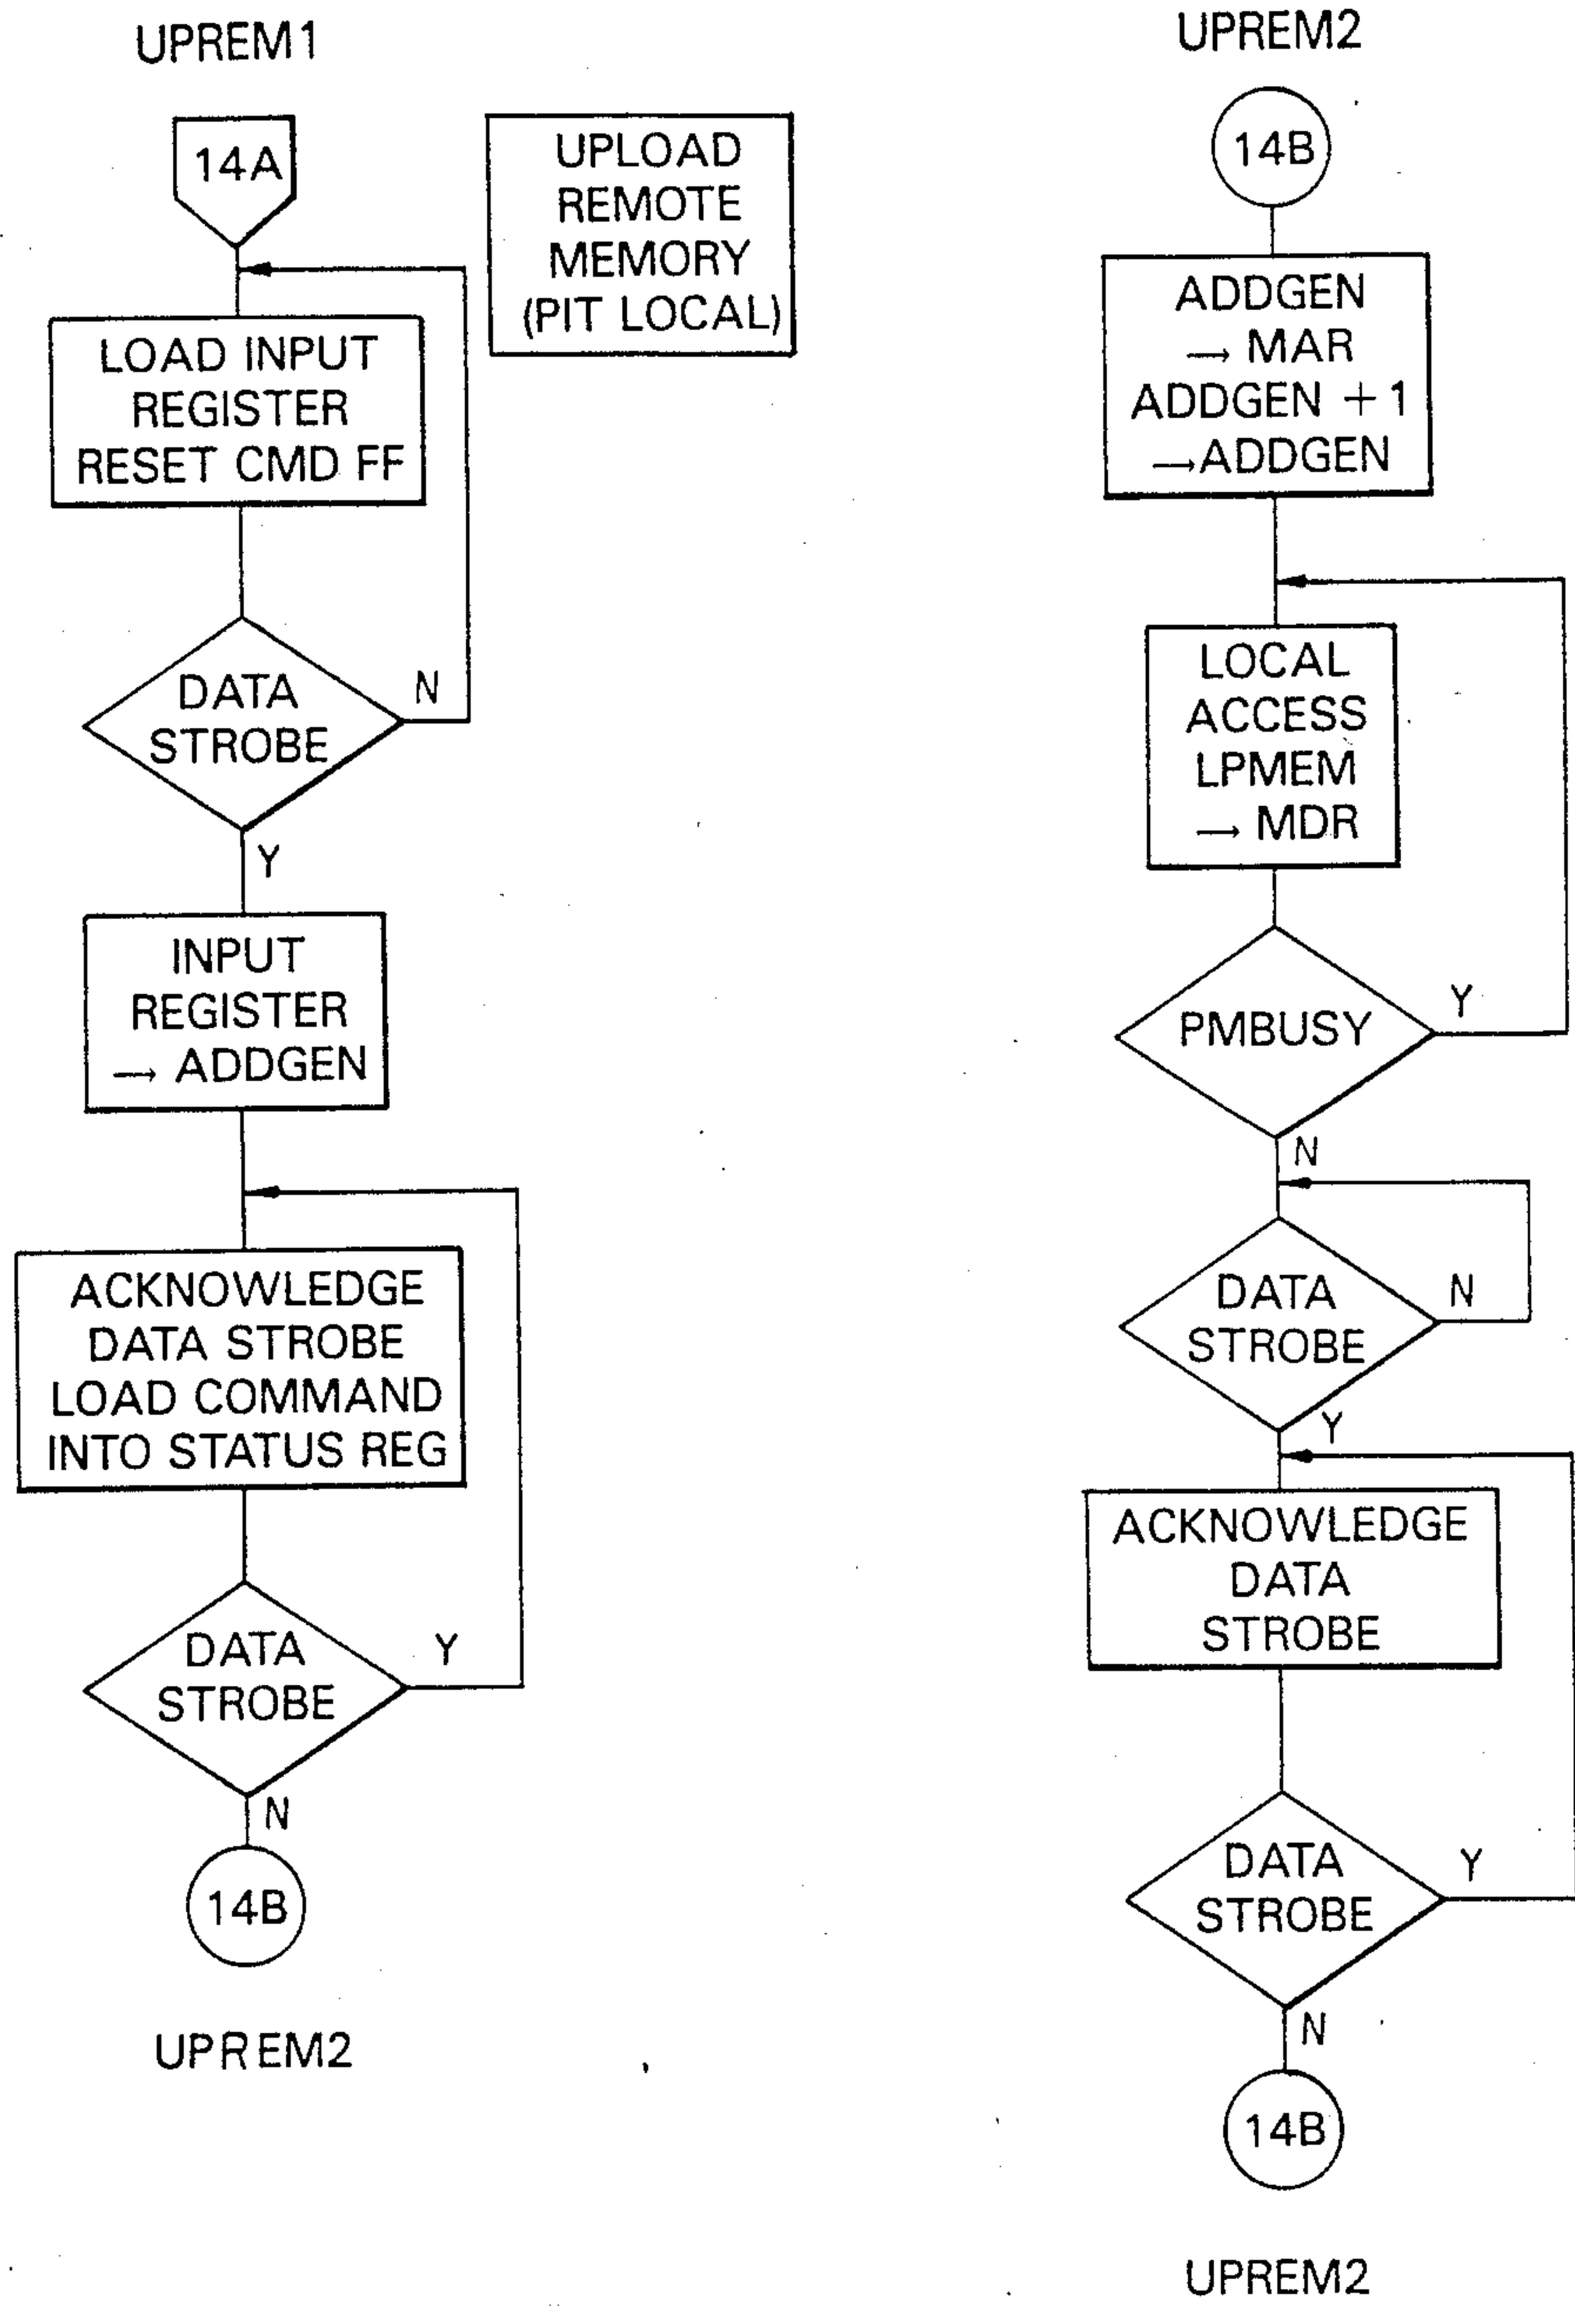 UPREM1
14A
UPLOAD
REMOTE
MEMORY
(PIT LOCAL)
LOAD INPUT
REGISTER
RESET CMD FF
DATA
STROBE
N
Y
INPUT
REGISTER
→ ADDGEN
ACKNOWLEDGE
DATA STROBE
LOAD COMMAND
INTO STATUS REG
DATA
STROBE
Y
N
14B
UPREM2
UPREM2
14B
ADDGEN
→ MAR
ADDGEN + 1
→ADDGEN
LOCAL
ACCESS
LPMEM
→ MDR
PMBUSY
Y
N
DATA
STROBE
N
Y
ACKNOWLEDGE
DATA
STROBE
DATA
STROBE
Y
N
14B
UPREM2